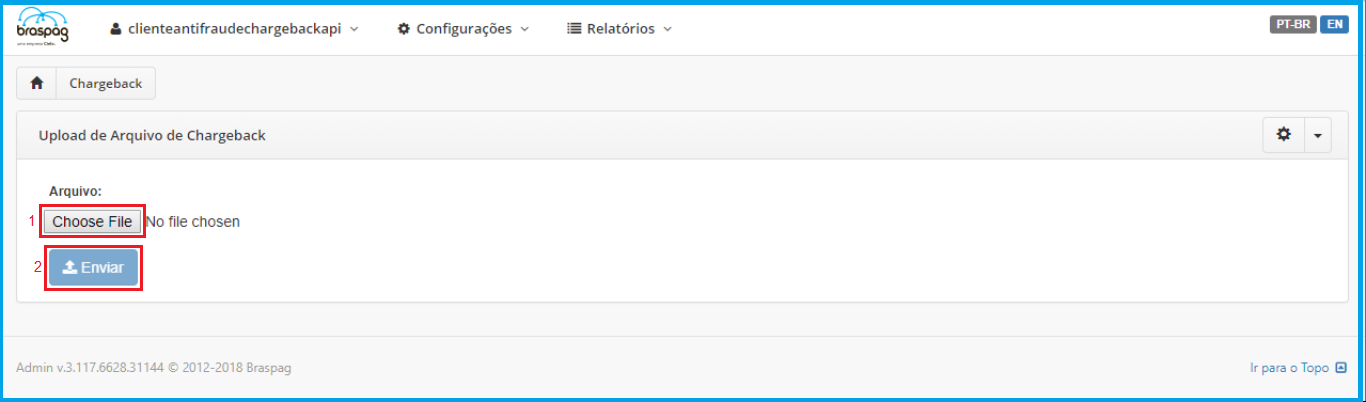 braspag
uma empresa Cielo.
clienteantifraudechargebackapi
Configurações
Relatórios
PT-BR
EN
Chargeback
Upload de Arquivo de Chargeback
Arquivo:
1 Choose File No file chosen
2 Enviar
Admin v.3.117.6628.31144 © 2012-2018 Braspag
Ir para o Topo